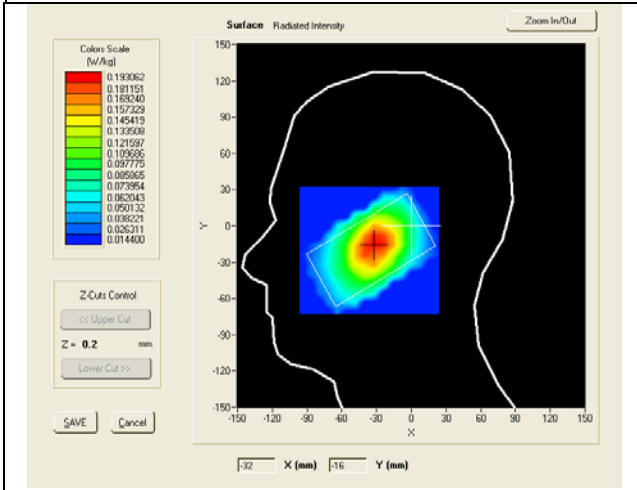 Surface Radiated Intensity
Zoom In/Out
Colors Scale
(W/kg)
0.193062
0.181151
0.169240
0.157329
0.145419
0.133508
0.121597
0.109686
0.097775
0.085865
0.073954
0.062043
0.050132
0.038221
0.026311
0.014400
Z-Cuts Control
<< Upper Cut
Z = 0.2 mm
Lower Cut >>
SAVE Cancel
150-
120-
90-
60-
30-
Y 0-
-30-
-60-
-90-
-120-
-150-
-150 -120 -90 -60 -30 0 30 60 90 120 150
X
-32 X (mm) -16 Y (mm)